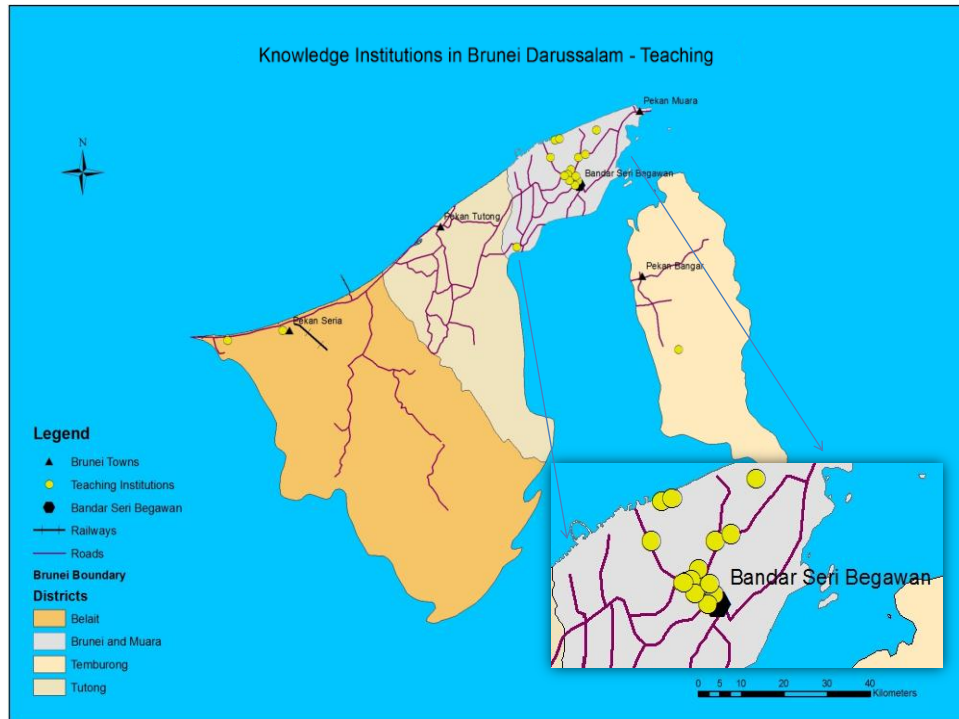 Knowledge Institutions in Brunei Darussalam - Teaching
Pekan Muara
N
Bandar Seri Begawan
Pekan Tutong
Pekan Bangar
Pekan Seria
Legend
Brunei Towns
Teaching Institutions
Bandar Seri Begawan
Railways
Roads
Brunei Boundary
Districts
Belait
Brunei and Muara
Temburong
Tutong
Bandar Seri Begawan
0 5 10 20 30 40
Kilometers